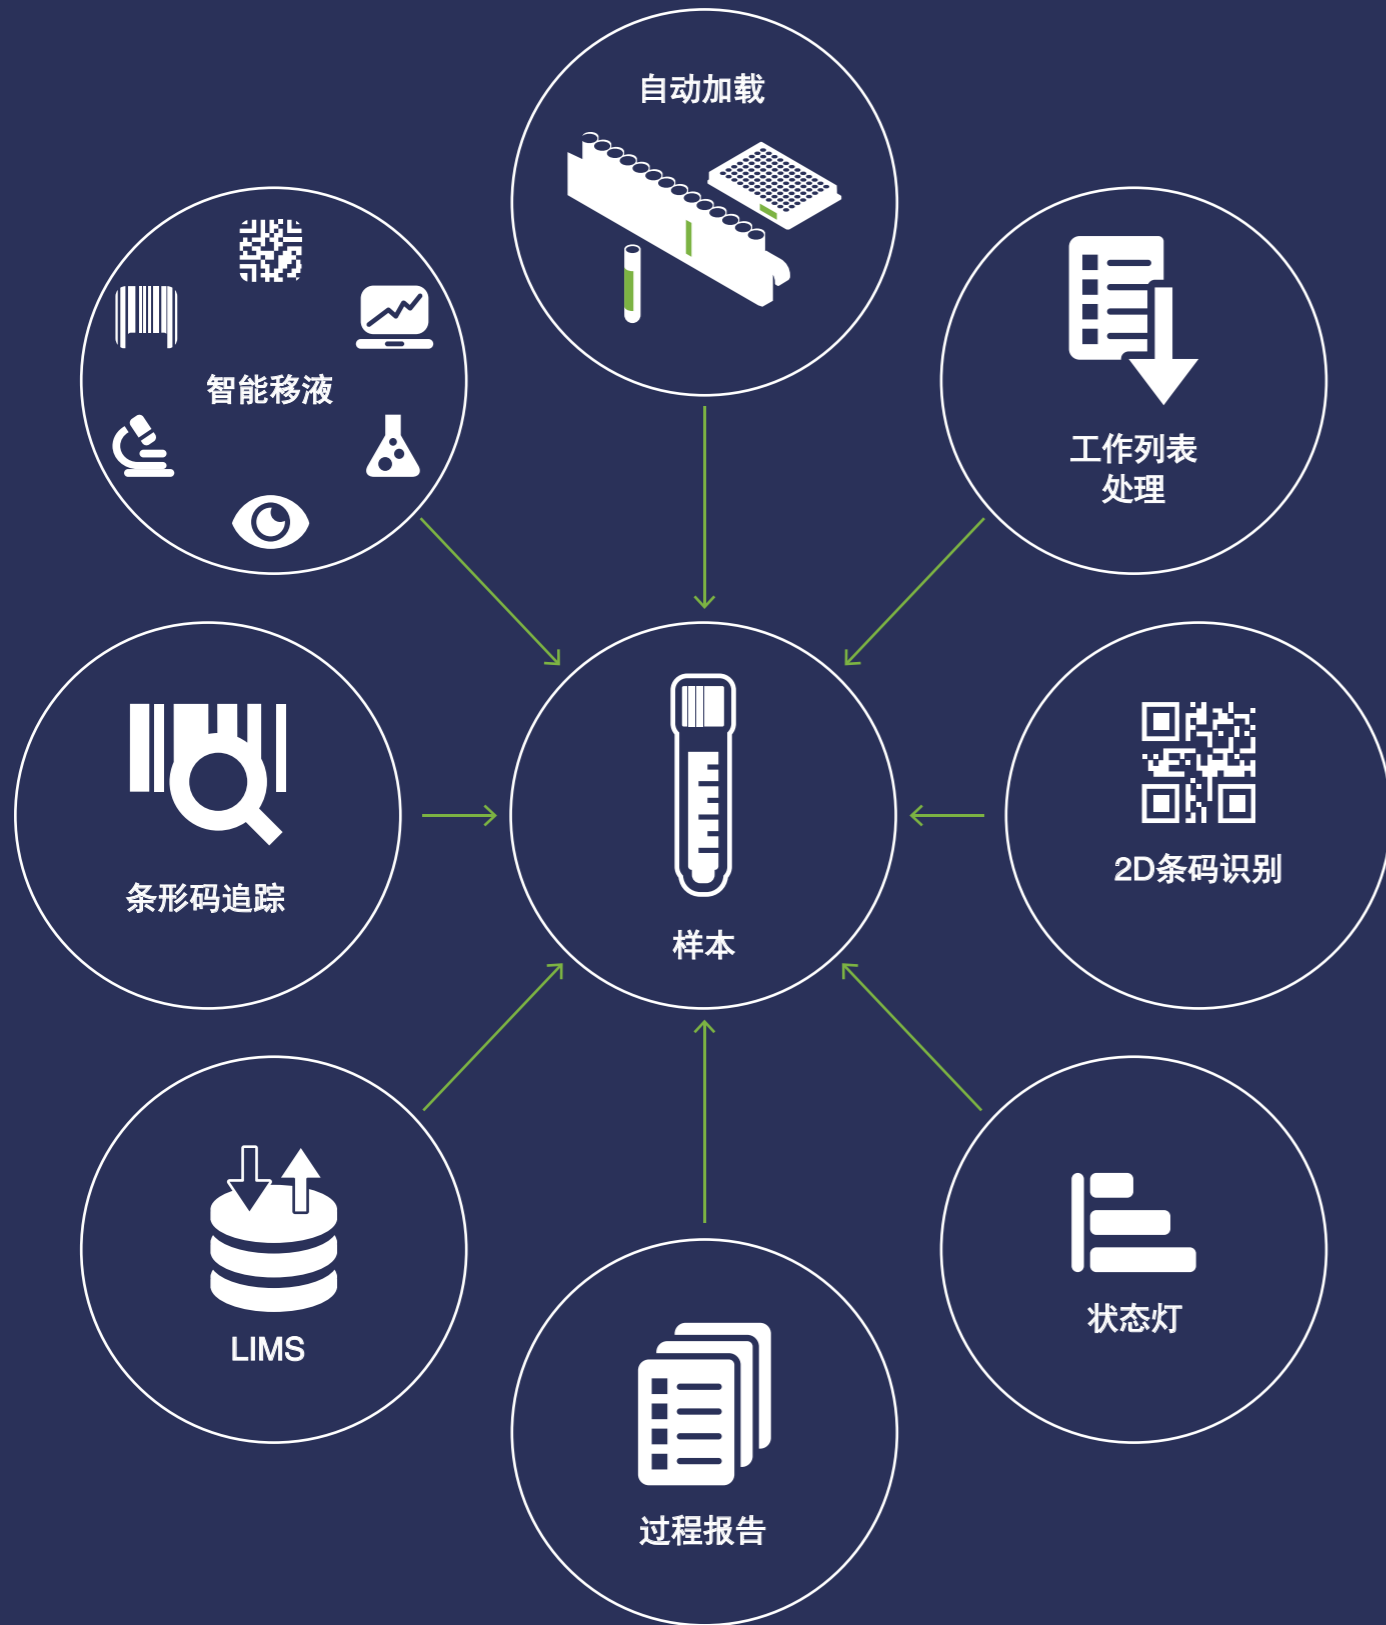 自动加载
智能移液
工作列表
处理
条形码追踪
样本
2D条码识别
LIMS
状态灯
过程报告